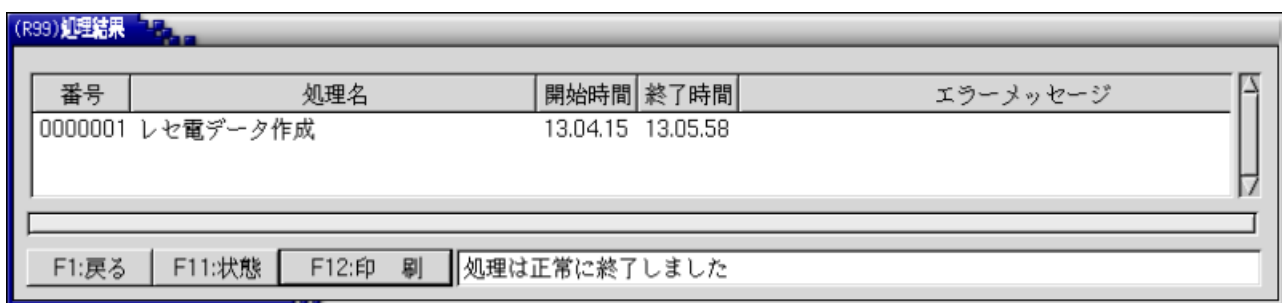 (R99)処理結果
番号 処理名 開始時間 終了時間 エラーメッセージ
0000001 レセ電データ作成 13.04.15 13.05.58
F1:戻る F11:状態 F12:印　刷 処理は正常に終了しました